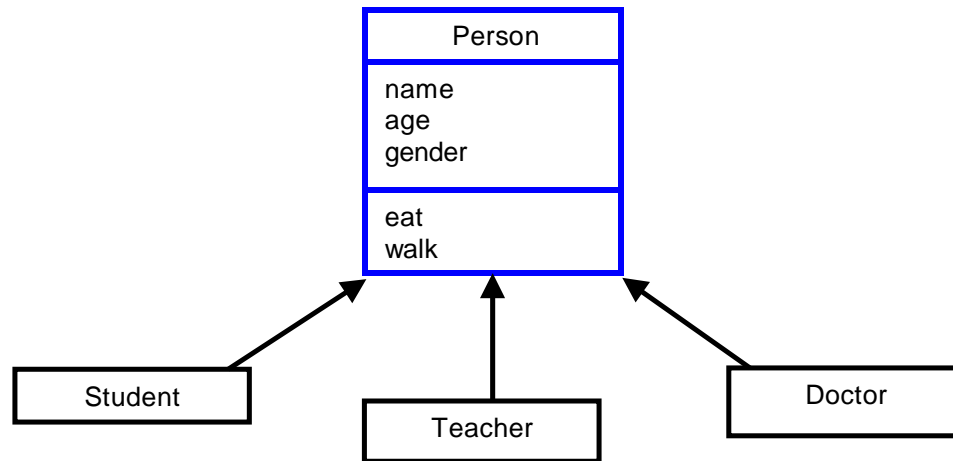 Person
name
age
gender
eat
walk
Student
Teacher
Doctor